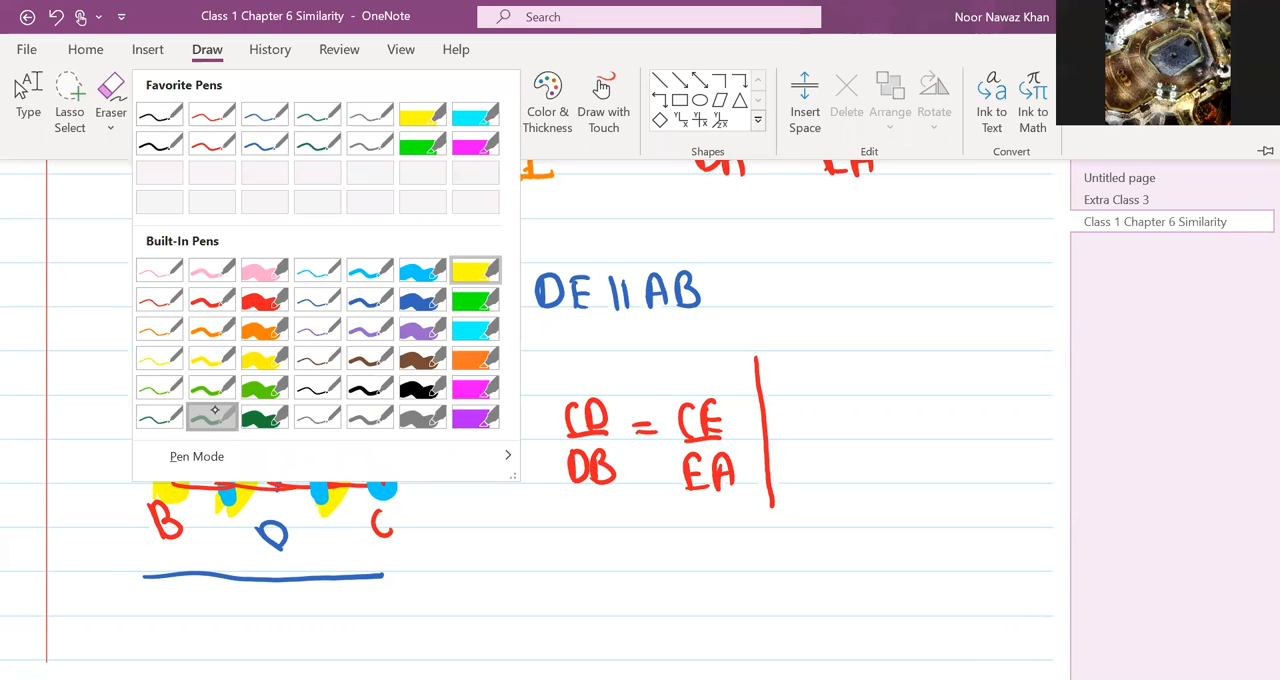 Class 1 Chapter 6 Similarity - OneNote
Search
Noor Nawaz Khan
File Home Insert Draw History Review View Help
Type
Lasso Select
Eraser
Favorite Pens
Built-In Pens
Pen Mode
Color & Thickness
Draw with Touch
Shapes
Insert Space
Delete
Arrange
Rotate
Edit
Ink to Text
Ink to Math
Convert
Untitled page
Extra Class 3
Class 1 Chapter 6 Similarity
DE || AB
CD = CE
DB EA
B D C